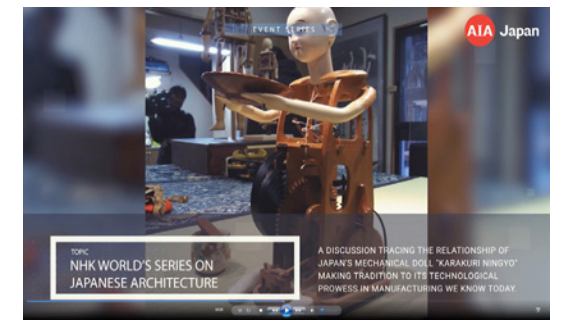 EVENT SERIES
AIA Japan
TOPIC
NHK WORLD'S SERIES ON
JAPANESE ARCHITECTURE
A DISCUSSION TRACING THE RELATIONSHIP OF
JAPAN'S MECHANICAL DOLL "KARAKURI NINGYO"
MAKING TRADITION TO ITS TECHNOLOGICAL
PROWESS IN MANUFACTURING WE KNOW TODAY.